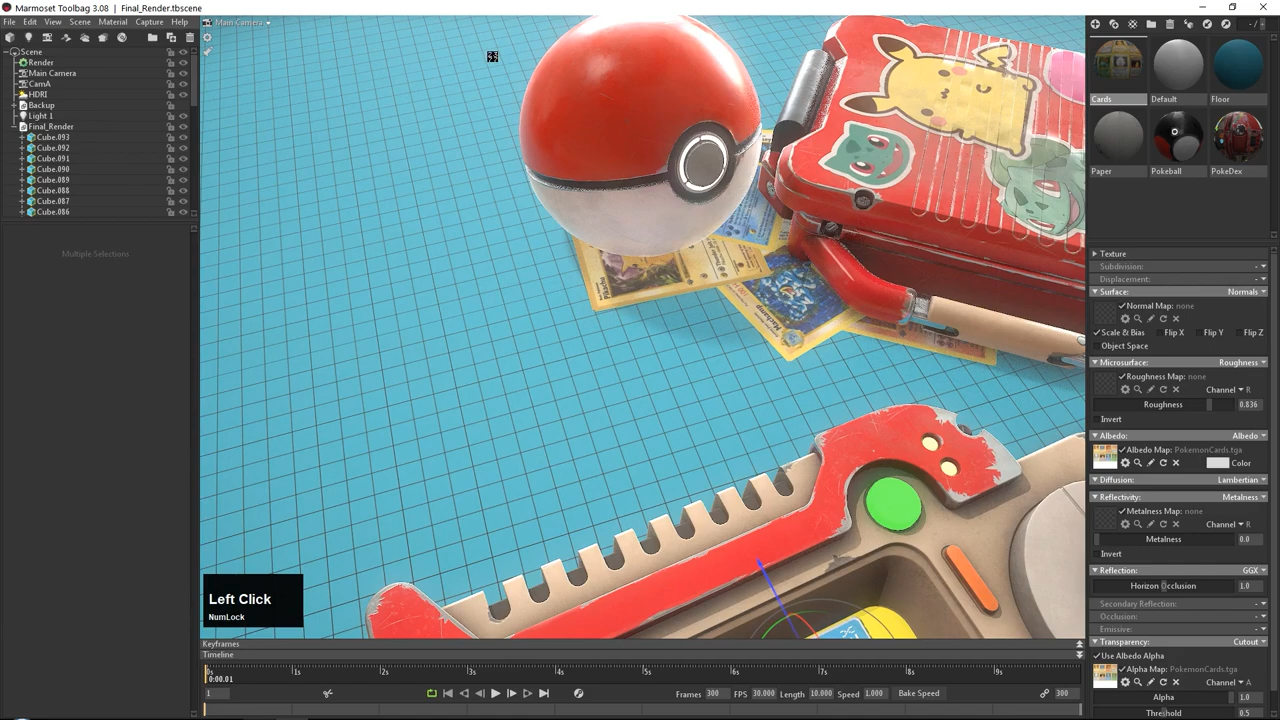 Marmoset Toolbag 3.08 | Final_Render.tbscene
File Edit View Scene Material Capture Help
Main Camera
Scene
Render
Main Camera
CamA
HDRI
Backup
Light 1
Final_Render
Cube.093
Cube.092
Cube.091
Cube.090
Cube.089
Cube.088
Cube.087
Cube.086
Multiple Selections
Left Click
NumLock
Machamp
Keyframes
Timeline
0s 1s 2s 3s 4s 5s 6s 7s 8s 9s
0:00.01
1
Frames 300 FPS 30.000 Length 10.000 Speed 1.000 Bake Speed 300
Cards Default Floor
Paper Pokeball PokeDex
Texture
Subdivision: -
Displacement: -
Surface: Normals
Normal Map: none
Scale & Bias Flip X Flip Y Flip Z
Object Space
Microsurface: Roughness
Roughness Map: none
Channel R
Roughness 0.836
Invert
Albedo: Albedo
Albedo Map: PokemonCards.tga
Color
Diffusion: Lambertian
Reflectivity: Metalness
Metalness Map: none
Channel R
Metalness 0.0
Invert
Reflection: GGX
Horizon Occlusion 1.0
Secondary Reflection: -
Occlusion: -
Emissive: -
Transparency: Cutout
Use Albedo Alpha
Alpha Map: PokemonCards.tga
Channel A
Alpha 1.0
Threshold 0.5